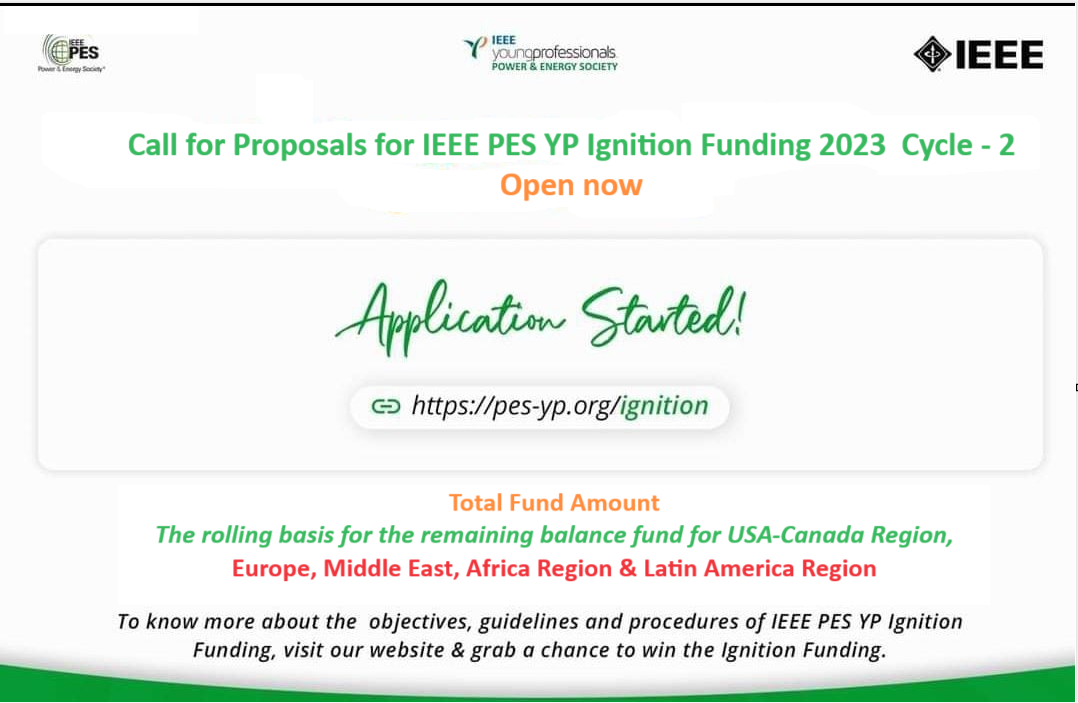 IEEE
PES
Power & Energy Society®
IEEE
youngprofessionals
POWER & ENERGY SOCIETY
IEEE
Call for Proposals for IEEE PES YP Ignition Funding 2023 Cycle - 2
Open now
Application Started!
https://pes-yp.org/ignition
Total Fund Amount
The rolling basis for the remaining balance fund for USA-Canada Region,
Europe, Middle East, Africa Region & Latin America Region
To know more about the objectives, guidelines and procedures of IEEE PES YP Ignition
Funding, visit our website & grab a chance to win the Ignition Funding.